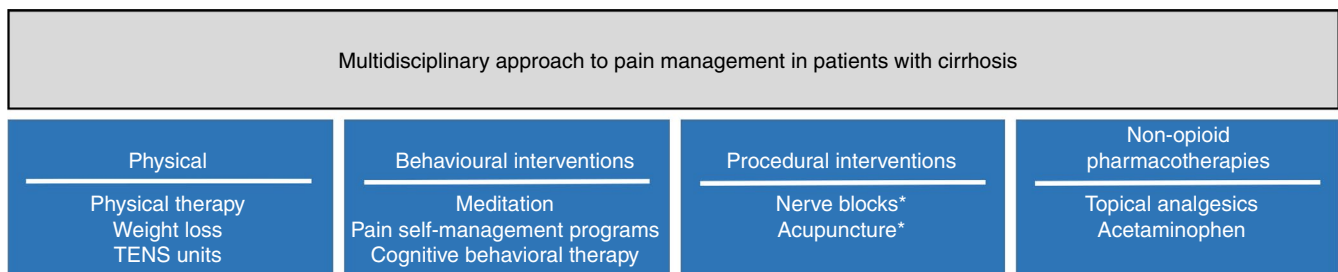 Multidisciplinary approach to pain management in patients with cirrhosis
Physical
Physical therapy
Weight loss
TENS units
Behavioural interventions
Meditation
Pain self-management programs
Cognitive behavioral therapy
Procedural interventions
Nerve blocks*
Acupuncture*
Non-opioid
pharmacotherapies
Topical analgesics
Acetaminophen